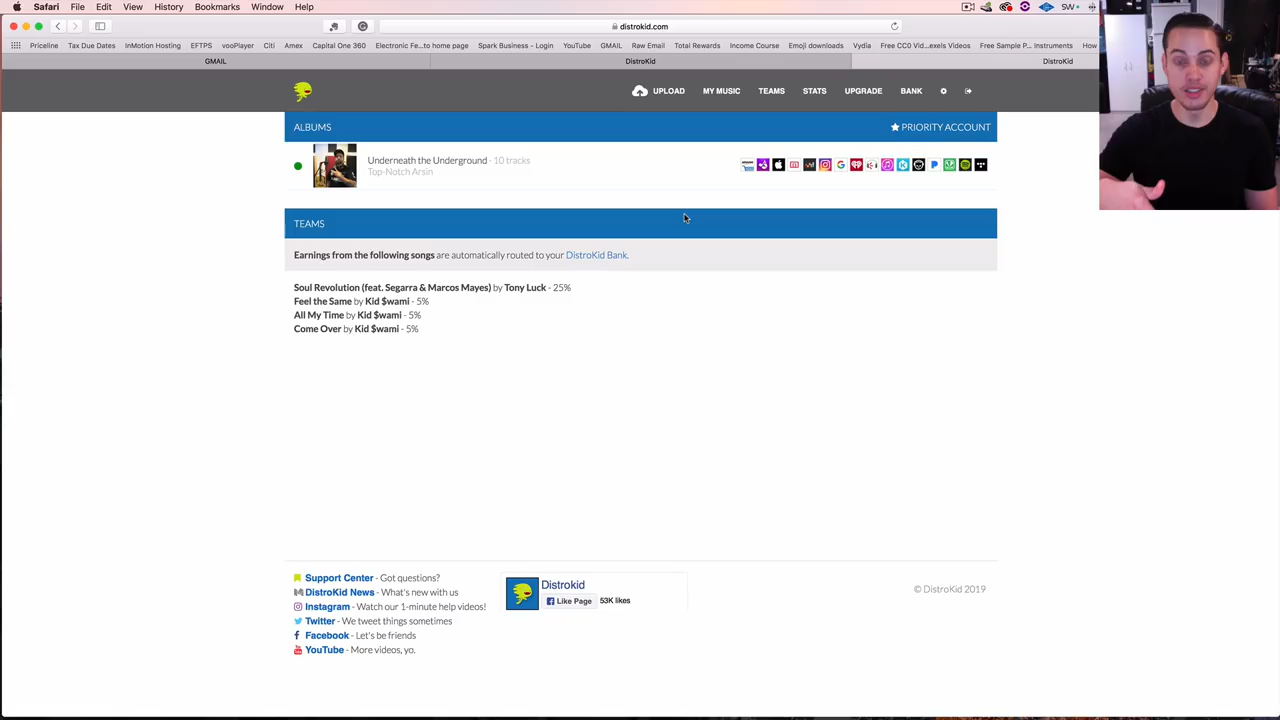 Safari File Edit View History Bookmarks Window Help SW
distrokid.com
Priceline Tax Due Dates InMotion Hosting EFTPS vooPlayer Citi Amex Capital One 360 Electronic Fe...to home page Spark Business - Login YouTube GMAIL Raw Email Total Rewards Income Course Emoji downloads Vydia Free CC0 Vid...exels Videos Free Sample P... Instruments How
GMAIL DistroKid DistroKid
UPLOAD MY MUSIC TEAMS STATS UPGRADE BANK
ALBUMS PRIORITY ACCOUNT
Underneath the Underground - 10 tracks
Top-Notch Arsin
TEAMS
Earnings from the following songs are automatically routed to your DistroKid Bank.
Soul Revolution (feat. Segarra & Marcos Mayes) by Tony Luck - 25%
Feel the Same by Kid $wami - 5%
All My Time by Kid $wami - 5%
Come Over by Kid $wami - 5%
Support Center - Got questions?
DistroKid News - What's new with us
Instagram - Watch our 1-minute help videos!
Twitter - We tweet things sometimes
Facebook - Let's be friends
YouTube - More videos, yo.
Distrokid
Like Page 53K likes
© DistroKid 2019